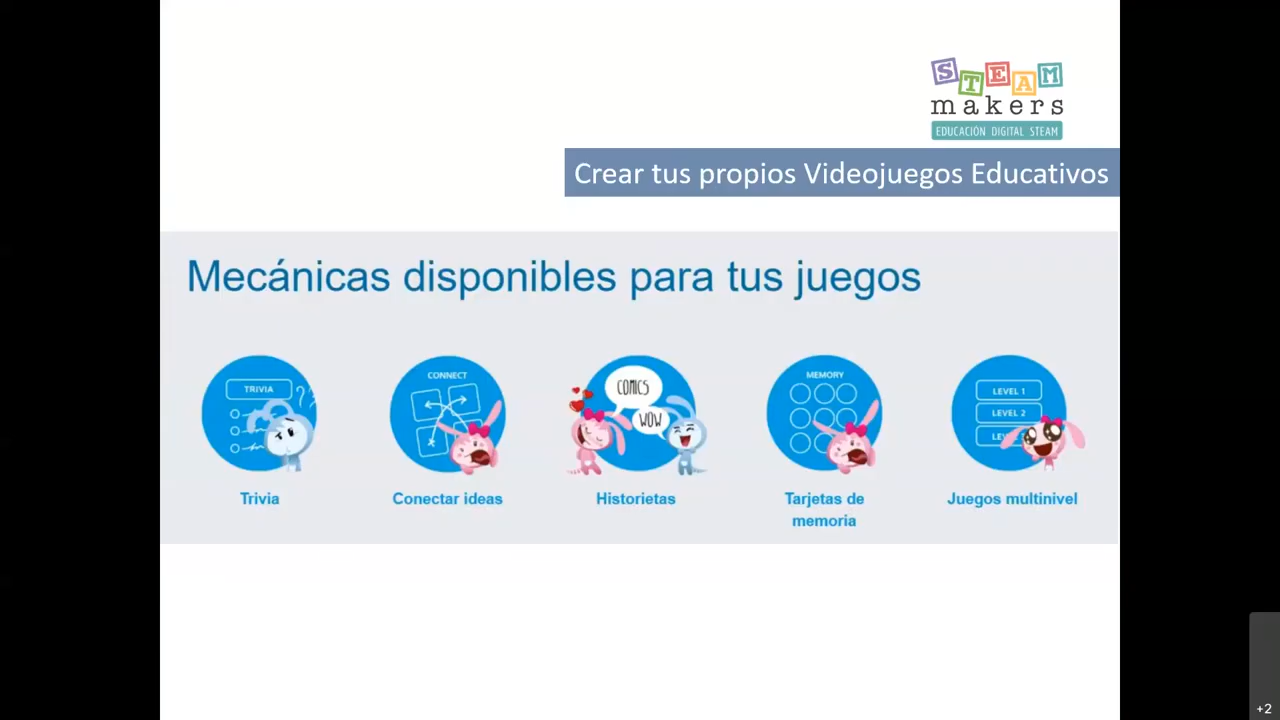 STEAM
makers
EDUCACIÓN DIGITAL STEAM
Crear tus propios Videojuegos Educativos
Mecánicas disponibles para tus juegos
TRIVIA
CONNECT
COMICS
WOW
MEMORY
LEVEL 1
LEVEL 2
Trivia
Conectar ideas
Historietas
Tarjetas de
memoria
Juegos multinivel
+2